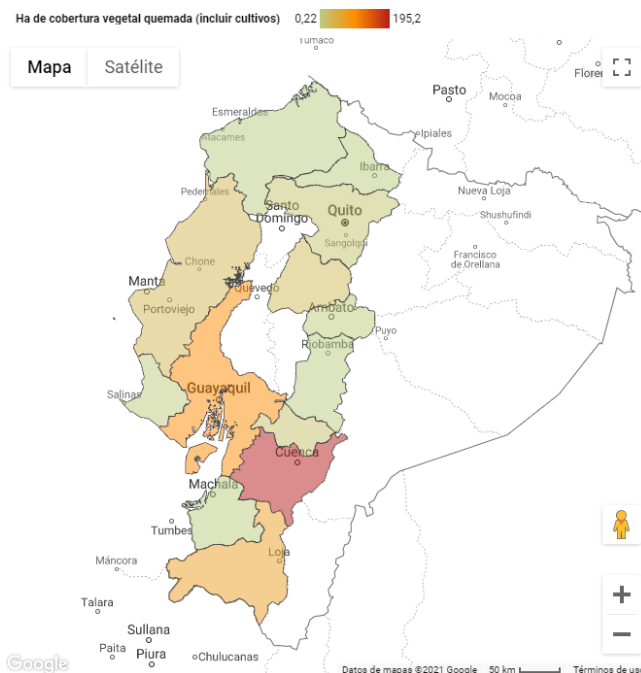 Ha de cobertura vegetal quemada (incluir cultivos) 0,22 195,2
Mapa Satélite
Tumaco
Floren
Pasto
Mocoa
Esmeraldas
Atacames
Ipiales
Ibarra
Pedernales
Nueva Loja
Santo
Domingo
Quito
Shushufindi
Sangolquí
Chone
Francisco
de Orellana
Manta
Quevedo
Portoviejo
Ambato
Puyo
Riobamba
Salinas
Guayaquil
Cuenca
Machala
Tumbes
Loja
Máncora
Talara
Sullana
Paita
Piura
Chulucanas
Google
Datos de mapas ©2021 Google 50 km Términos de uso